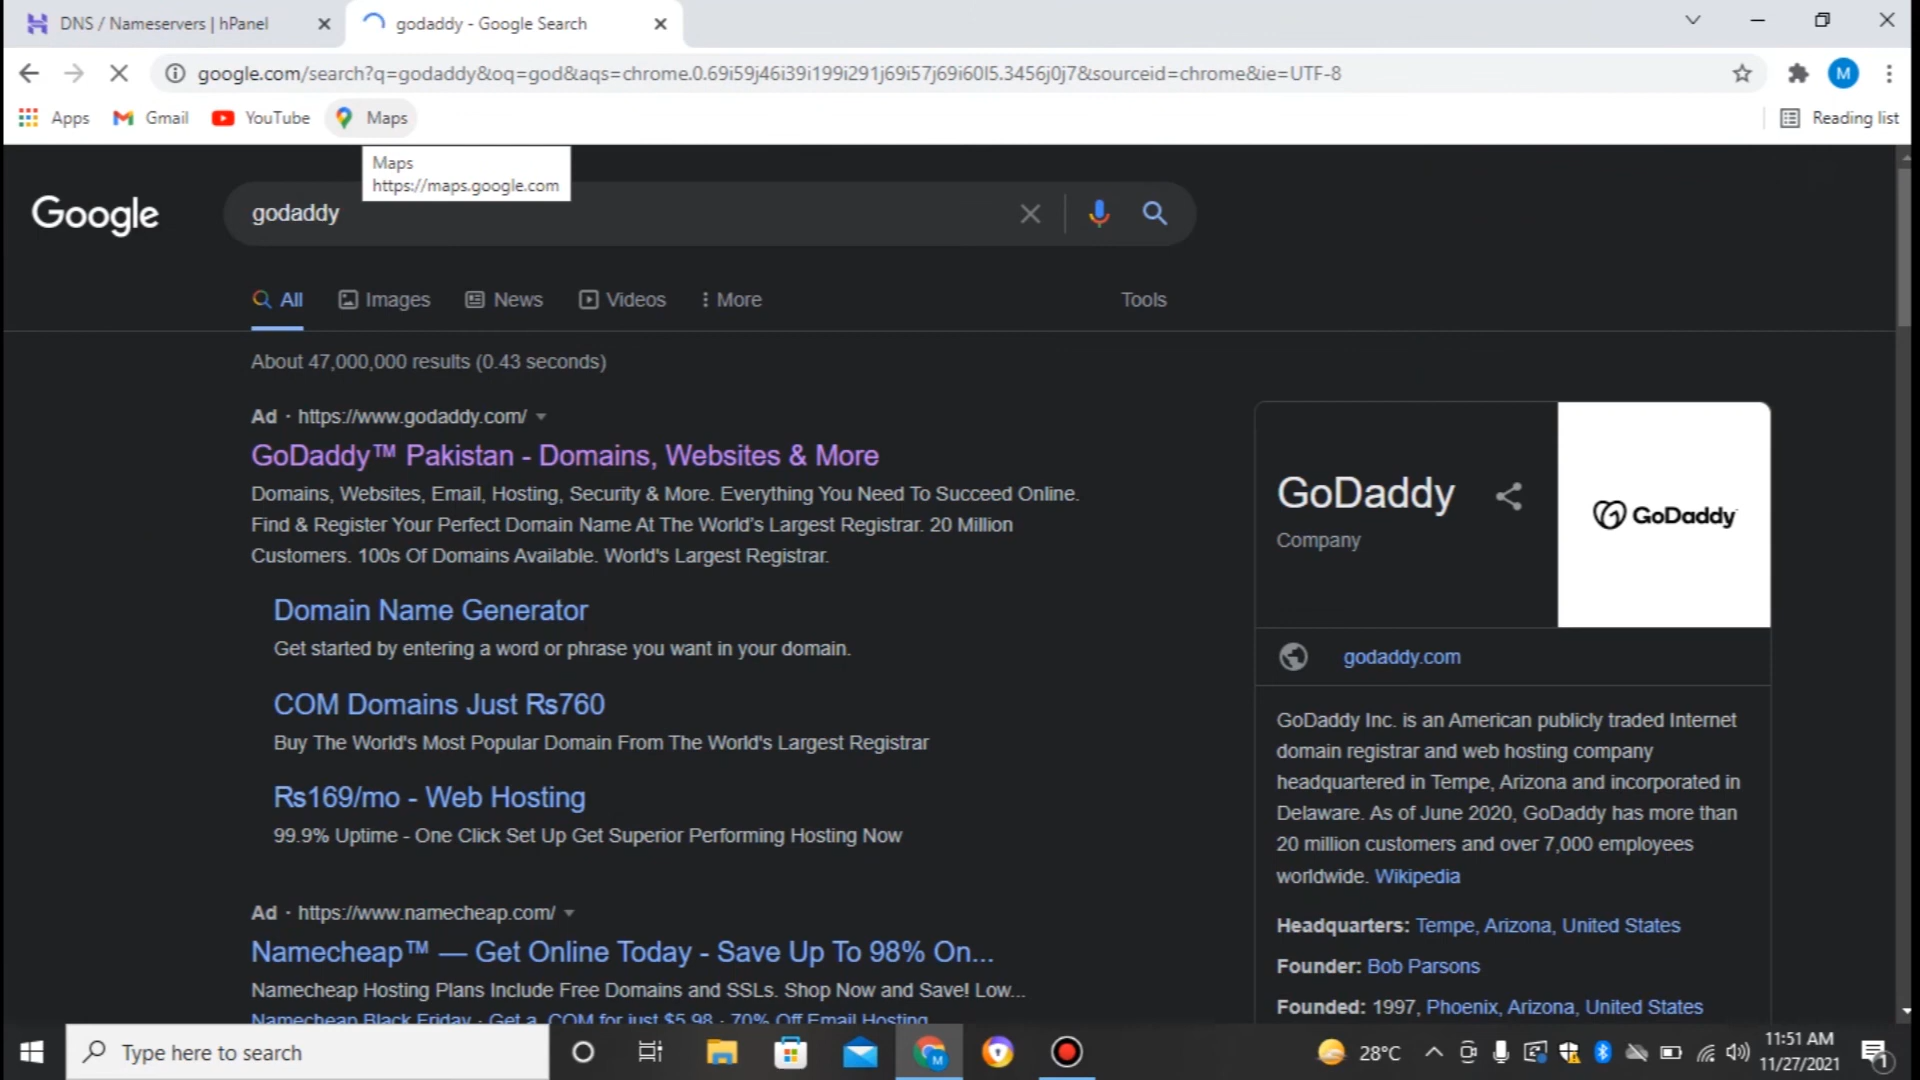 DNS / Nameservers | hPanel
godaddy - Google Search
google.com/search?q=godaddy&oq=god&aqs=chrome.0.69i59j46i39i199i291j69i57j69i60l5.3456j0j7&sourceid=chrome&ie=UTF-8
M
Apps
Gmail
YouTube
Maps
Reading list
Maps
https://maps.google.com
Google
godaddy
All
Images
News
Videos
More
Tools
About 47,000,000 results (0.43 seconds)
Ad · https://www.godaddy.com/
GoDaddy™ Pakistan - Domains, Websites & More
Domains, Websites, Email, Hosting, Security & More. Everything You Need To Succeed Online.
Find & Register Your Perfect Domain Name At The World's Largest Registrar. 20 Million
Customers. 100s Of Domains Available. World's Largest Registrar.
Domain Name Generator
Get started by entering a word or phrase you want in your domain.
COM Domains Just Rs760
Buy The World's Most Popular Domain From The World's Largest Registrar
Rs169/mo - Web Hosting
99.9% Uptime - One Click Set Up Get Superior Performing Hosting Now
Ad · https://www.namecheap.com/
Namecheap™ — Get Online Today - Save Up To 98% On...
Namecheap Hosting Plans Include Free Domains and SSLs. Shop Now and Save! Low...
Namecheap Black Friday · Get a .COM for just $5.98 · 70% Off Email Hosting
GoDaddy
Company
GoDaddy
godaddy.com
GoDaddy Inc. is an American publicly traded Internet
domain registrar and web hosting company
headquartered in Tempe, Arizona and incorporated in
Delaware. As of June 2020, GoDaddy has more than
20 million customers and over 7,000 employees
worldwide. Wikipedia
Headquarters: Tempe, Arizona, United States
Founder: Bob Parsons
Founded: 1997, Phoenix, Arizona, United States
Type here to search
M
28°C
11:51 AM
11/27/2021
1